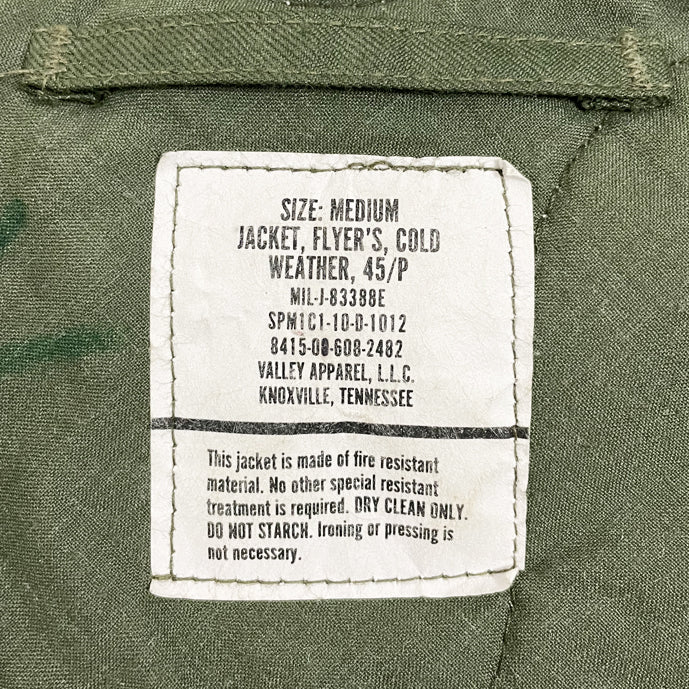 SIZE: MEDIUM
JACKET, FLYER'S, COLD
WEATHER, 45/P
MIL-J-83388E
SPM1C1-10-D-1012
8415-00-608-2482
VALLEY APPAREL, L.L.C.
KNOXVILLE, TENNESSEE
This jacket is made of fire resistant
material. No other special resistant
treatment is required. DRY CLEAN ONLY.
DO NOT STARCH. Ironing or pressing is
not necessary.